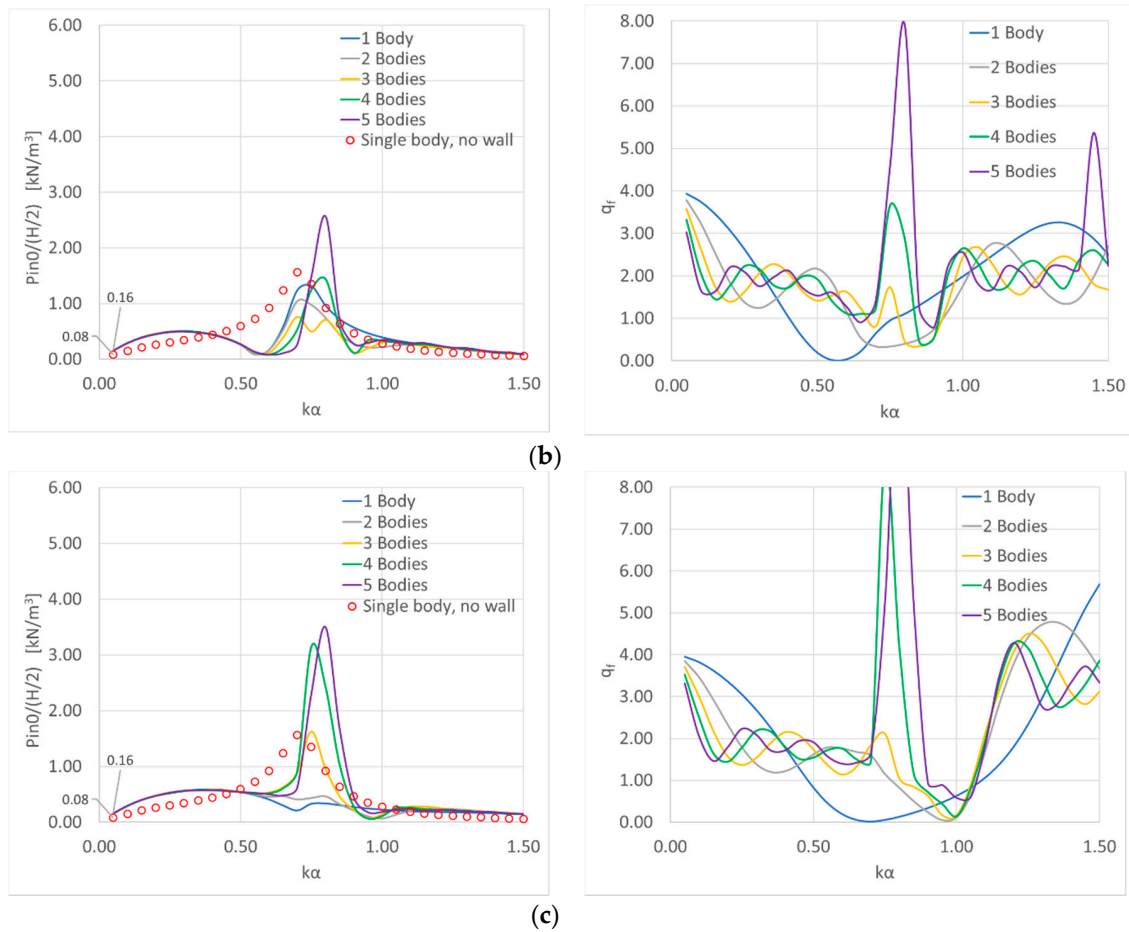 6.00
5.00
4.00
3.00
2.00
1.00
0.00
Pin0/(H/2) [kN/m³]
0.16
0.08
0.00
0.50
1.00
1.50
kα
1 Body
2 Bodies
3 Bodies
4 Bodies
5 Bodies
Single body, no wall
8.00
7.00
6.00
5.00
4.00
3.00
2.00
1.00
0.00
qf
0.00
0.50
1.00
1.50
kα
1 Body
2 Bodies
3 Bodies
4 Bodies
5 Bodies
(b)
6.00
5.00
4.00
3.00
2.00
1.00
0.00
Pin0/(H/2) [kN/m³]
0.16
0.08
0.00
0.50
1.00
1.50
kα
1 Body
2 Bodies
3 Bodies
4 Bodies
5 Bodies
Single body, no wall
8.00
7.00
6.00
5.00
4.00
3.00
2.00
1.00
0.00
qf
0.00
0.50
1.00
1.50
kα
1 Body
2 Bodies
3 Bodies
4 Bodies
5 Bodies
(c)